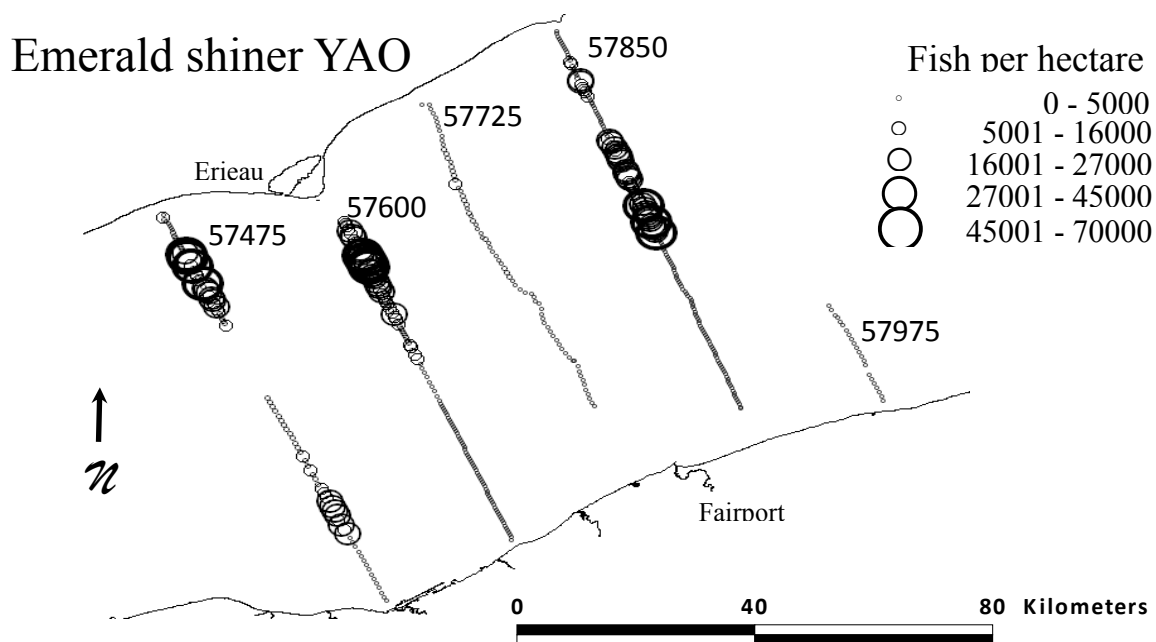 Emerald shiner YAO
57850
Fish per hectare
0 - 5000
5001 - 16000
16001 - 27000
27001 - 45000
45001 - 70000
57725
Erieau
57600
57475
57975
N
Fairport
0 40 80 Kilometers